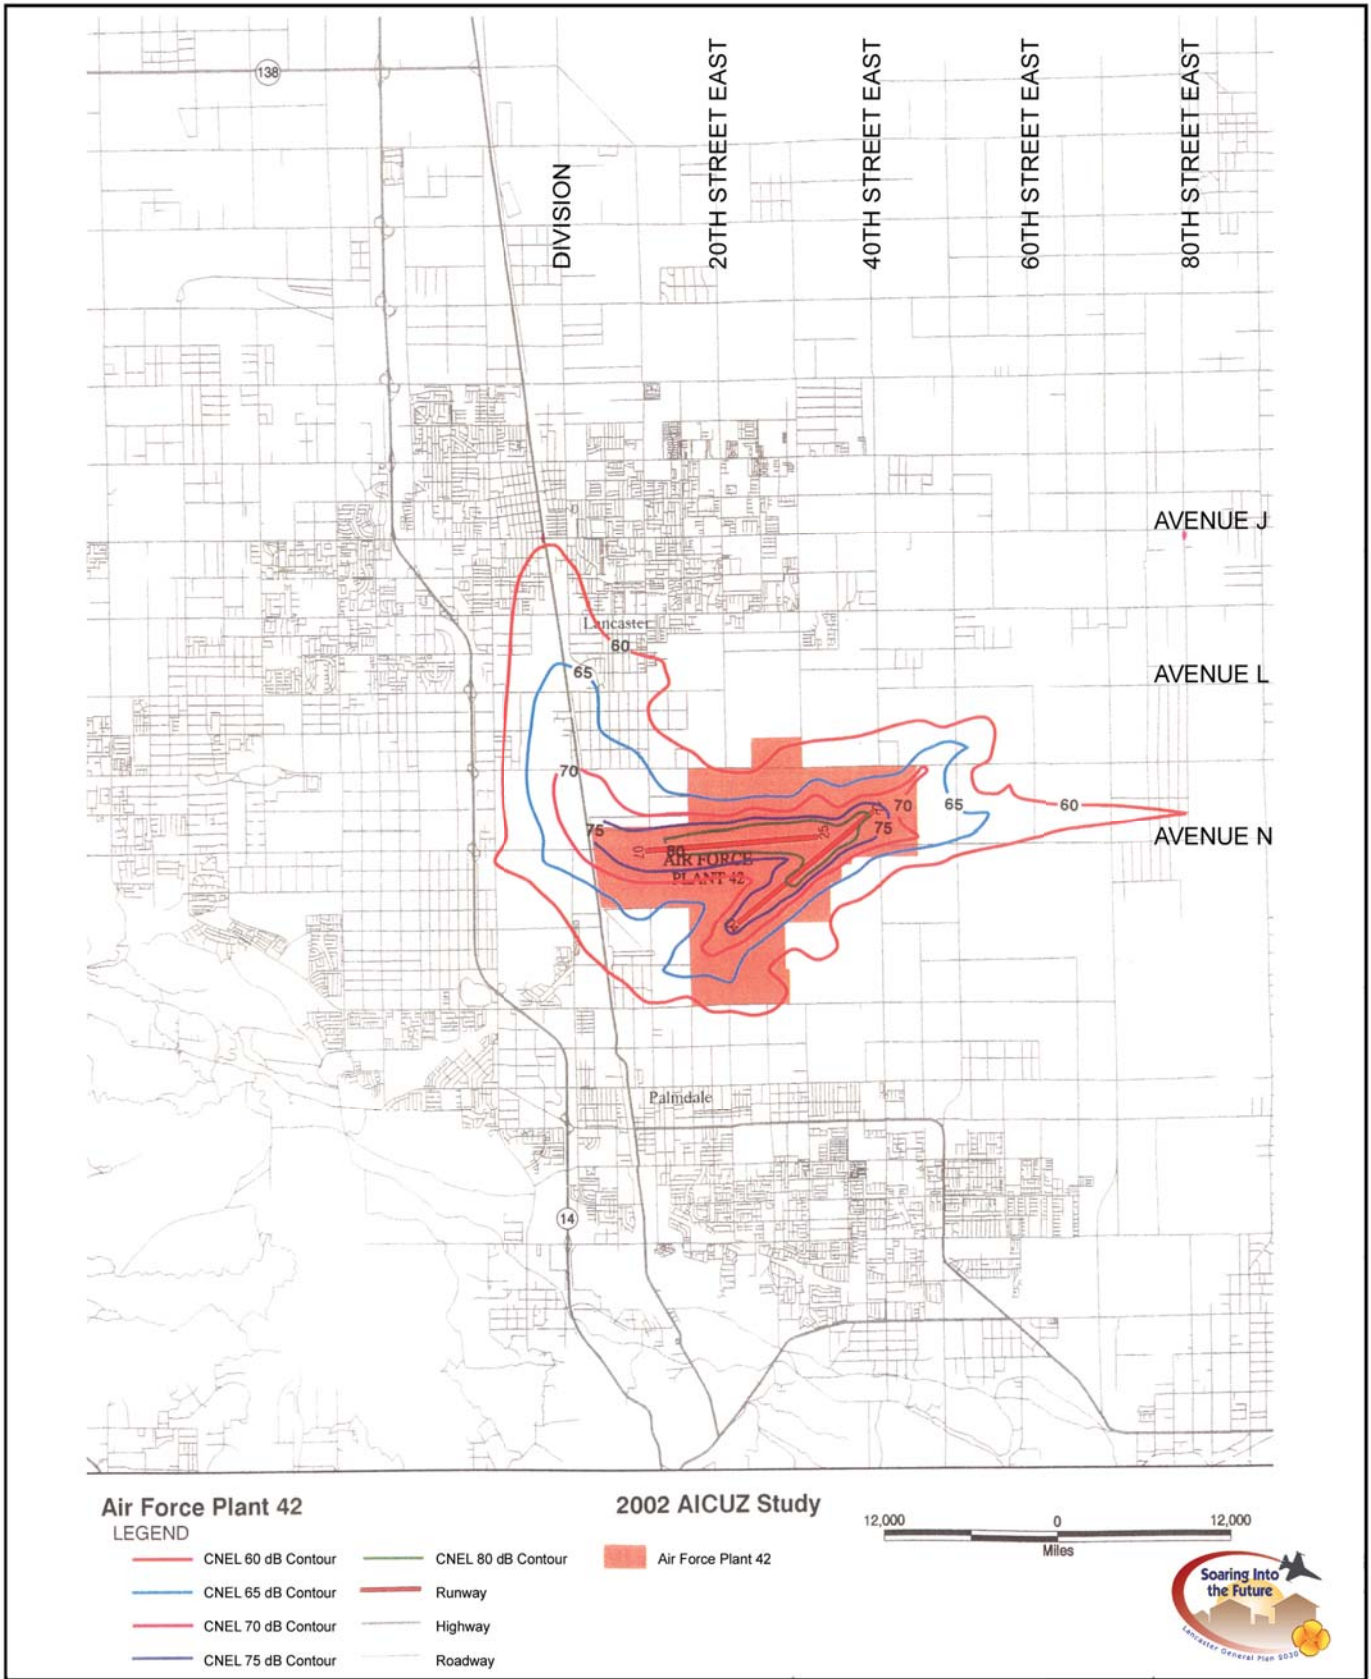 138
DIVISION
20TH STREET EAST
40TH STREET EAST
60TH STREET EAST
80TH STREET EAST
AVENUE J
Lancaster
60
65
AVENUE L
70
70
65
60
75
25
75
AVENUE N
07
80
AIR FORCE
PLANT 42
Palmdale
14
Air Force Plant 42
2002 AICUZ Study
LEGEND
CNEL 60 dB Contour
CNEL 65 dB Contour
CNEL 70 dB Contour
CNEL 75 dB Contour
CNEL 80 dB Contour
Runway
Highway
Roadway
Air Force Plant 42
12,000
0
12,000
Miles
Soaring Into
the Future
Lancaster General Plan 2030